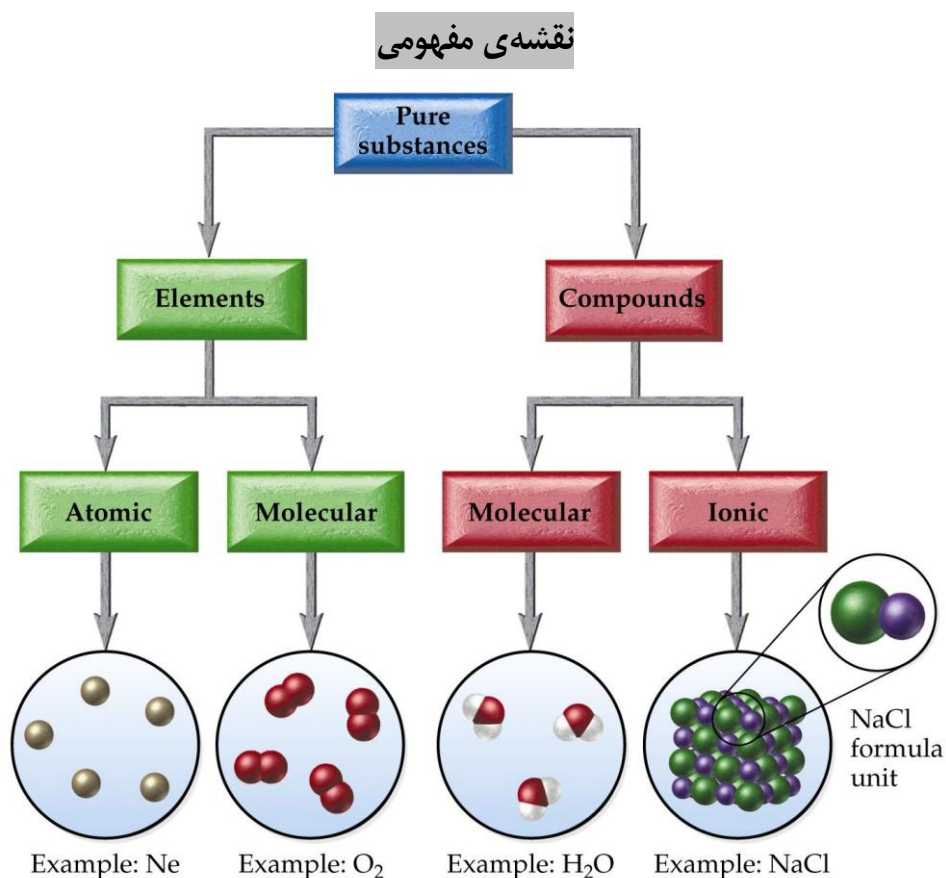 نقشه‌ی مفهومی
Pure
substances
Elements
Compounds
Atomic
Molecular
Molecular
Ionic
NaCl
formula
unit
Example: Ne
Example: O₂
Example: H₂O
Example: NaCl